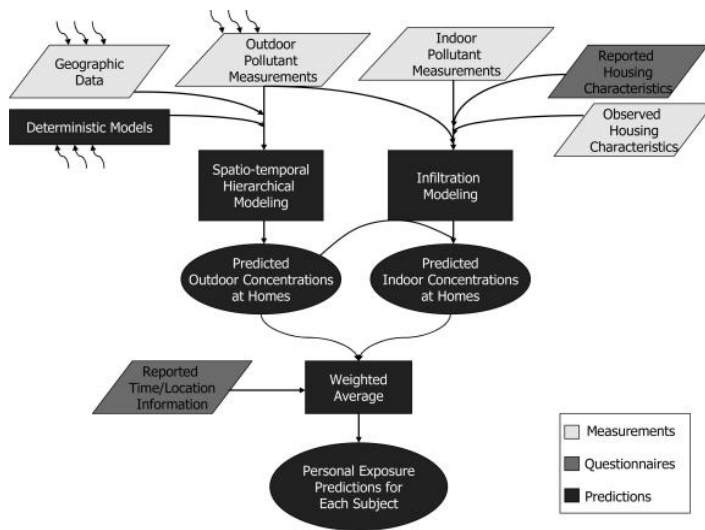 Geographic
Data
Outdoor
Pollutant
Measurements
Indoor
Pollutant
Measurements
Reported
Housing
Characteristics
Deterministic Models
Observed
Housing
Characteristics
Spatio-temporal
Hierarchical
Modeling
Infiltration
Modeling
Predicted
Outdoor Concentrations
at Homes
Predicted
Indoor Concentrations
at Homes
Reported
Time/Location
Information
Weighted
Average
Personal Exposure
Predictions for
Each Subject
Measurements
Questionnaires
Predictions